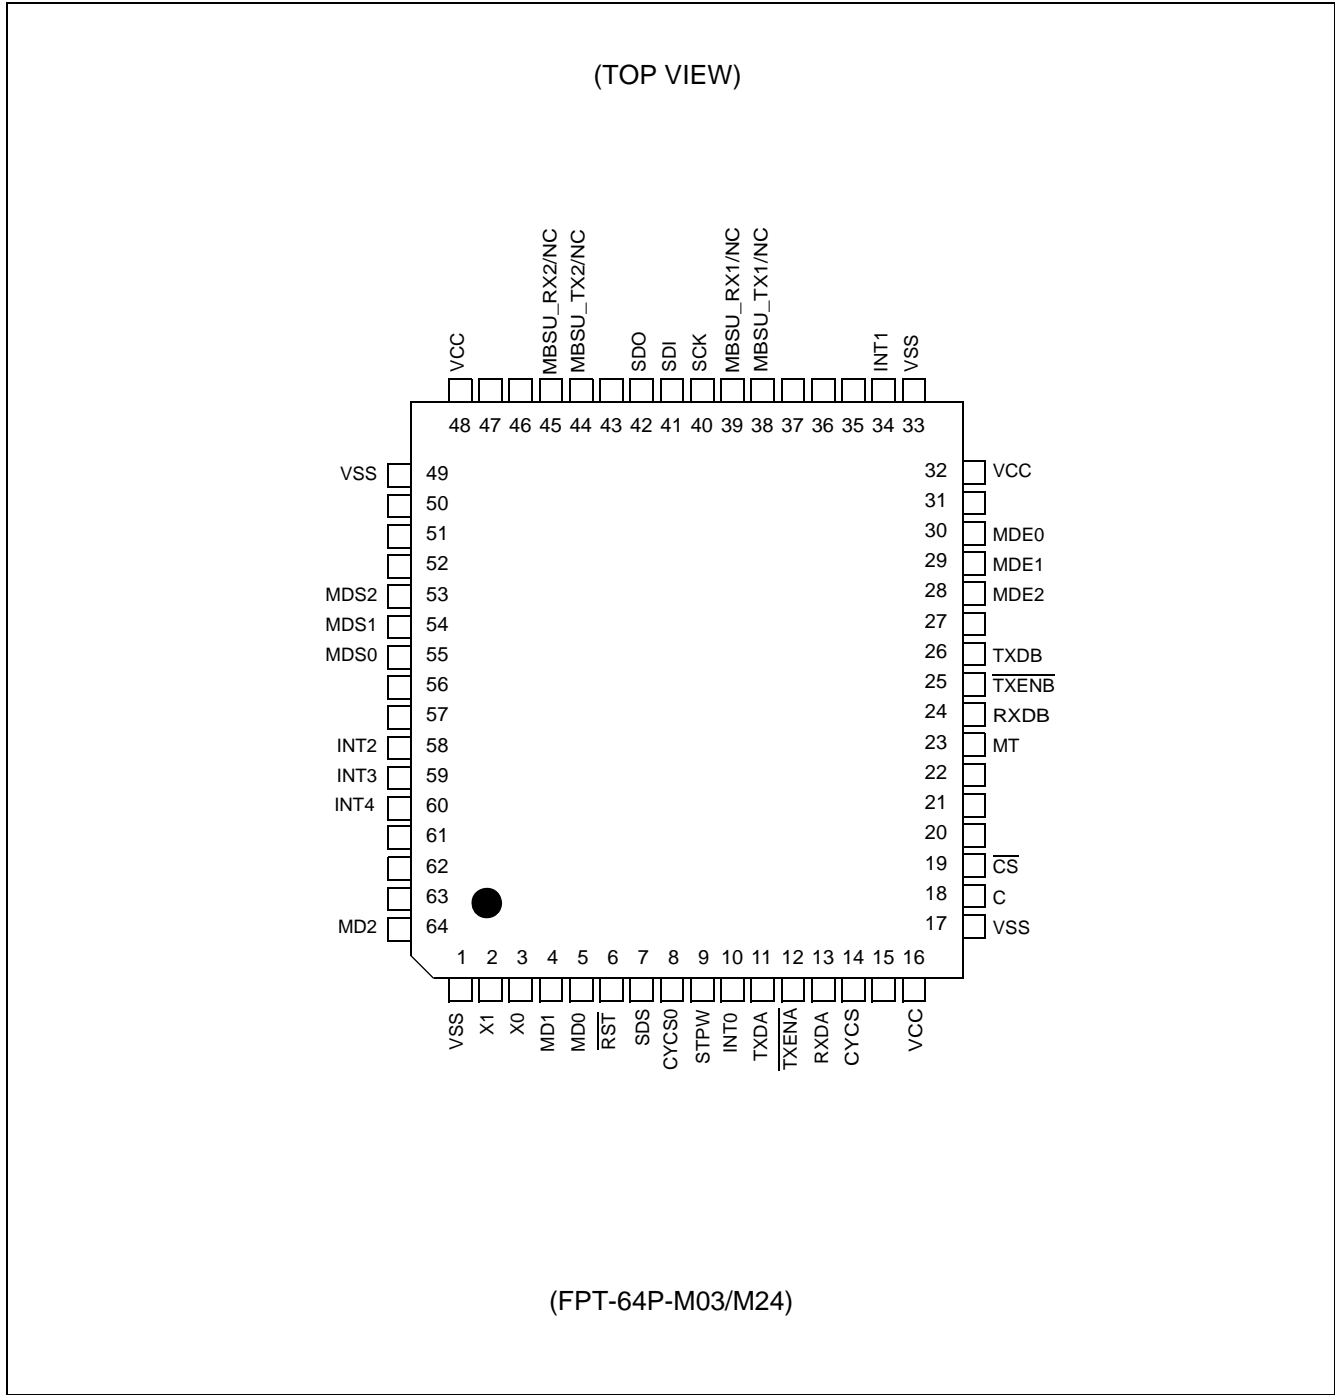 (TOP VIEW)
VCC
MBSU_RX2/NC
MBSU_TX2/NC
SDO
SDI
SCK
MBSU_RX1/NC
MBSU_TX1/NC
INT1
VSS
48 47 46 45 44 43 42 41 40 39 38 37 36 35 34 33
VSS 49
50
51
52
MDS2 53
MDS1 54
MDS0 55
56
57
INT2 58
INT3 59
INT4 60
61
62
63
MD2 64
32 VCC
31
30 MDE0
29 MDE1
28 MDE2
27
26 TXDB
25 TXENB
24 RXDB
23 MT
22
21
20
19 CS
18 C
17 VSS
1 2 3 4 5 6 7 8 9 10 11 12 13 14 15 16
VSS
X1
X0
MD1
MD0
RST
SDS
CYCS0
STPW
INT0
TXDA
TXENA
RXDA
CYCS
VCC
(FPT-64P-M03/M24)